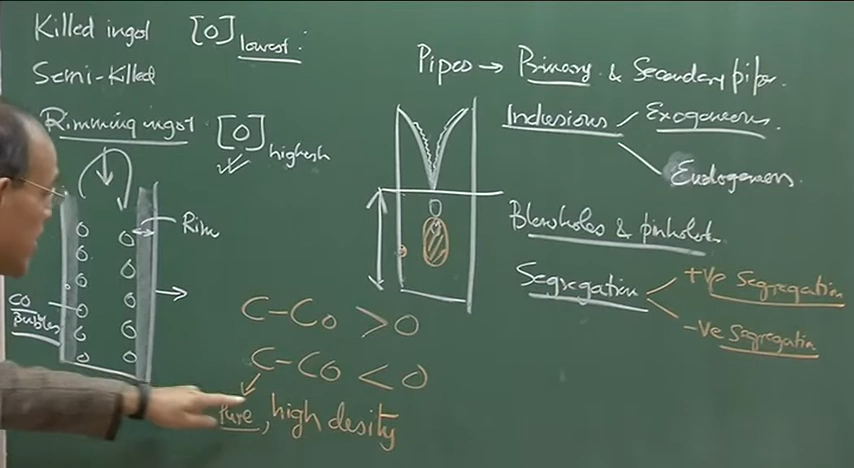 Killed ingot [O] lowest
Semi-Killed
Rimming ingot [O] highest
Rim
CO
bubbles
Pipes → Primary & Secondary pipe.
Inclusions
Exogeneous
Endogeneous
Blowholes & pinholes
Segregation
+ve Segregation
-ve Segregation
C - Co > 0
C - Co < 0
Pure, high desity